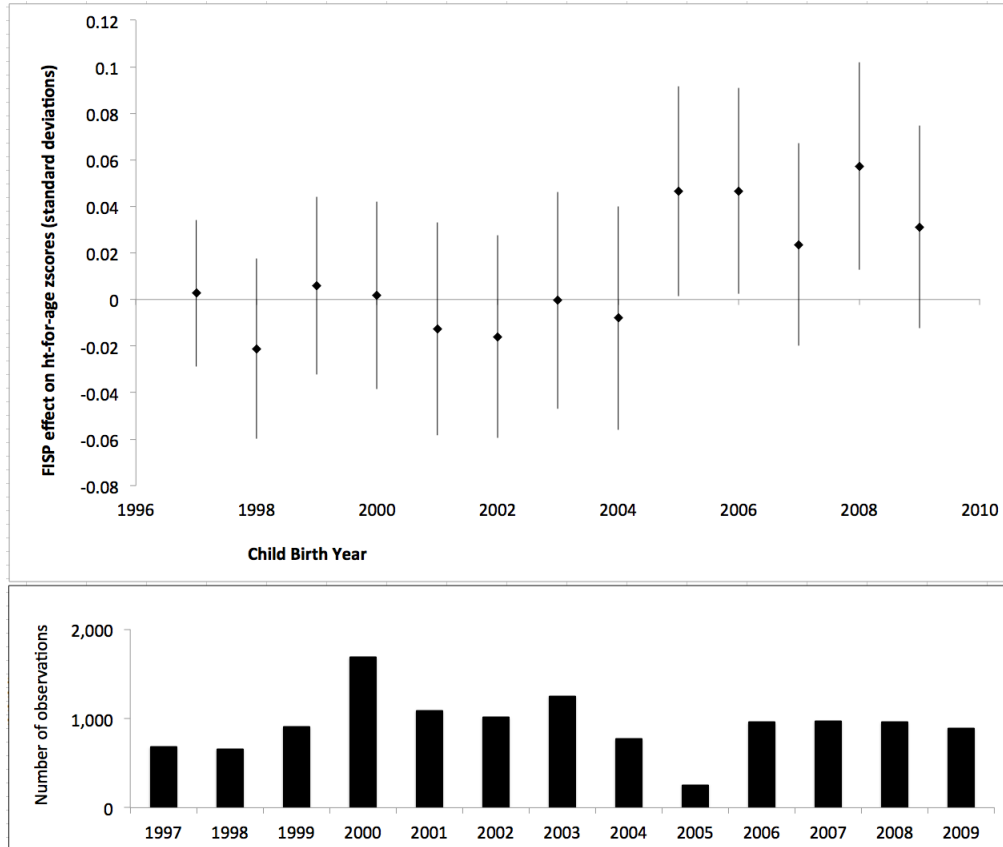 0.12
0.1
0.08
0.06
0.04
0.02
0
-0.02
-0.04
-0.06
-0.08
FISP effect on ht-for-age zscores (standard deviations)
1996 1998 2000 2002 2004 2006 2008 2010
Child Birth Year
2,000
1,000
0
Number of observations
1997 1998 1999 2000 2001 2002 2003 2004 2005 2006 2007 2008 2009